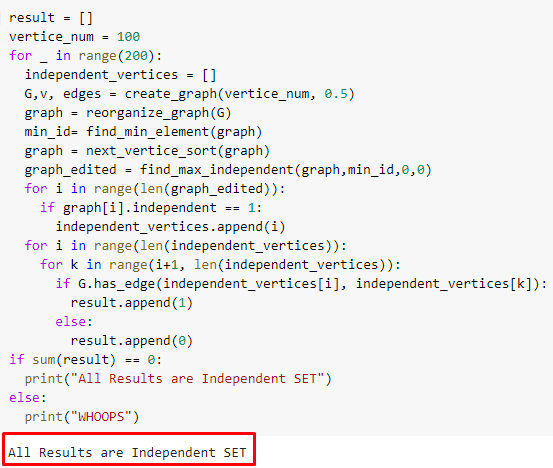 result = []
vertice_num = 100
for _ in range(200):
  independent_vertices = []
  G,v, edges = create_graph(vertice_num, 0.5)
  graph = reorganize_graph(G)
  min_id= find_min_element(graph)
  graph = next_vertice_sort(graph)
  graph_edited = find_max_independent(graph,min_id,0,0)
  for i in range(len(graph_edited)):
    if graph[i].independent == 1:
      independent_vertices.append(i)
  for i in range(len(independent_vertices)):
    for k in range(i+1, len(independent_vertices)):
      if G.has_edge(independent_vertices[i], independent_vertices[k]):
        result.append(1)
      else:
        result.append(0)
if sum(result) == 0:
  print("All Results are Independent SET")
else:
  print("WHOOPS")
All Results are Independent SET